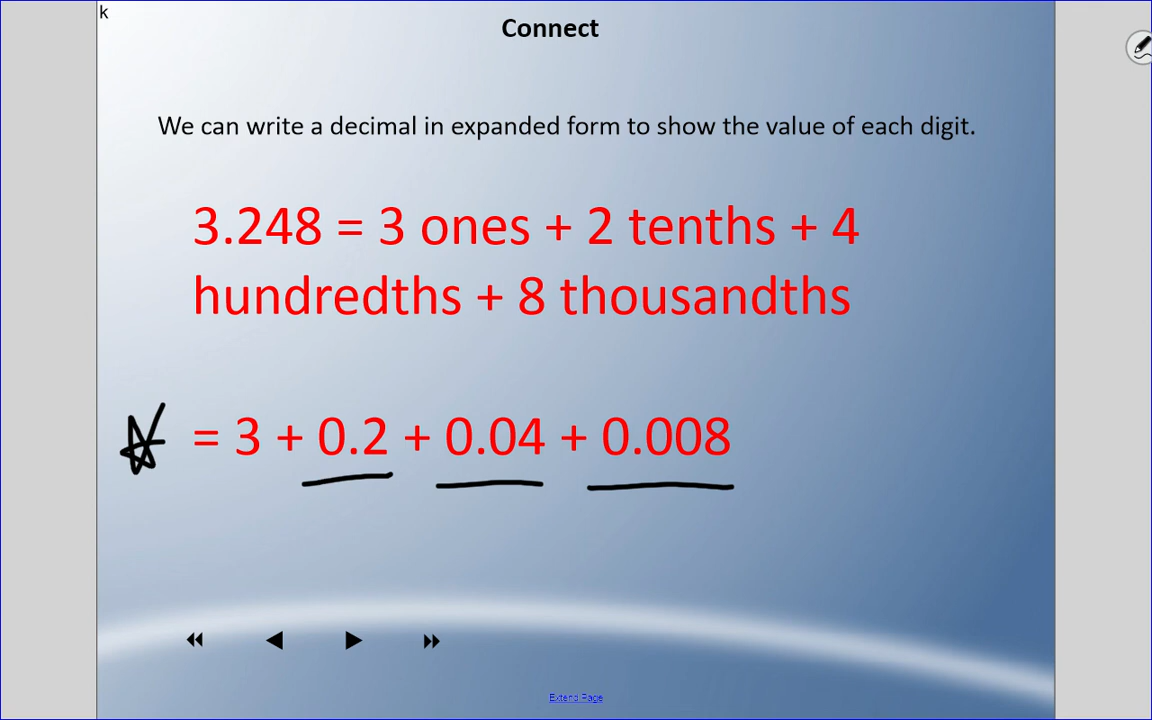 k
Connect
We can write a decimal in expanded form to show the value of each digit.
3.248 = 3 ones + 2 tenths + 4
hundredths + 8 thousandths
= 3 + 0.2 + 0.04 + 0.008
Extend Page